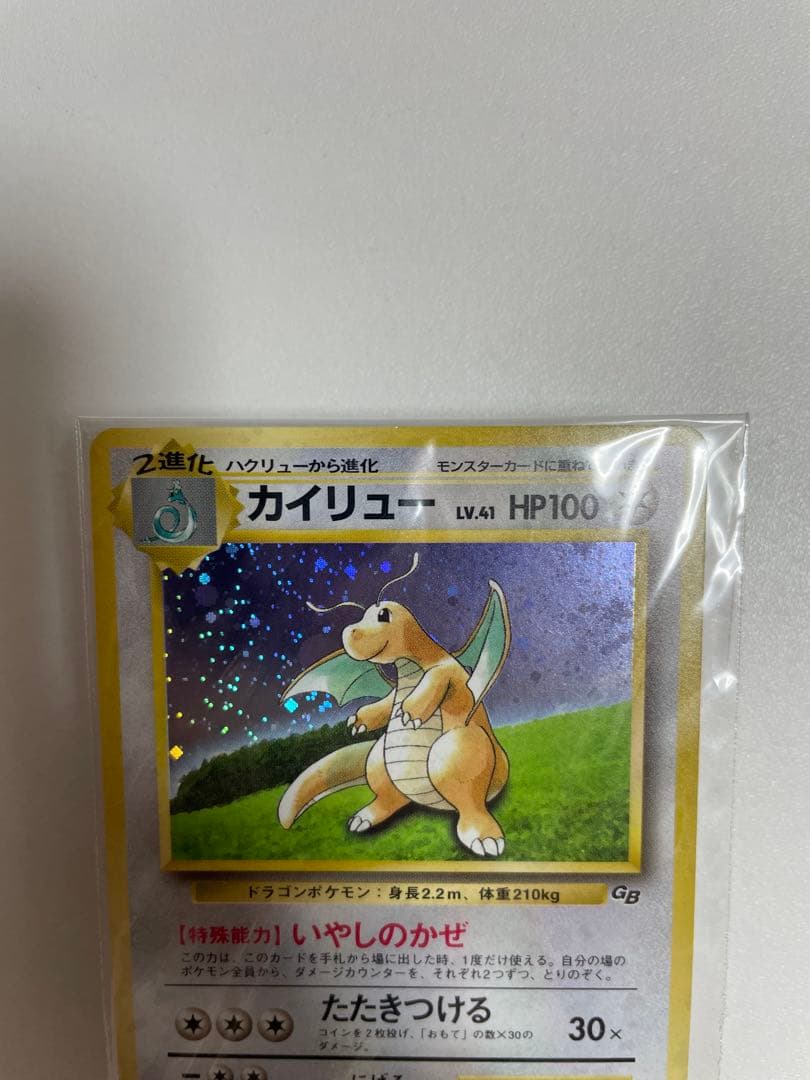 2進化 ハクリューから進化 モンスターカードに重ね
カイリュー LV.41 HP100
ドラゴンポケモン：身長2.2m、体重210kg GB
【特殊能力】いやしのかぜ
この力は、このカードを手札から場に出した時、1度だけ使える。自分の場の
ポケモン全員から、ダメージカウンターを、それぞれ2つずつ、とりのぞく。
たたきつける 30×
コインを2枚投げ、「おもて」の数×30の
ダメージ。
にげる